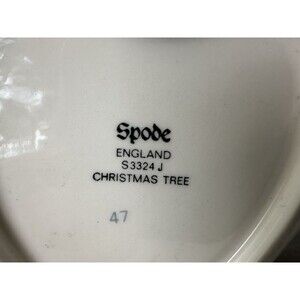 Spode
ENGLAND
S3324 J
CHRISTMAS TREE
47